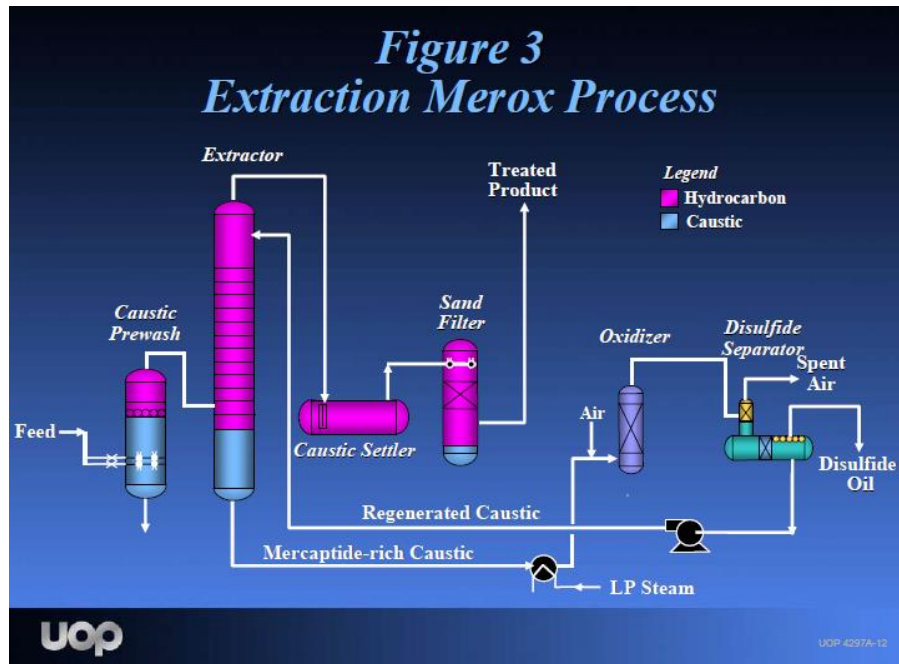 Figure 3
Extraction Merox Process
Extractor
Treated
Product
Legend
Hydrocarbon
Caustic
Caustic
Prewash
Sand
Filter
Oxidizer
Disulfide
Separator
Spent
Air
Feed
Air
Caustic Settler
Disulfide
Oil
Regenerated Caustic
Mercaptide-rich Caustic
LP Steam
uop
UOP 4297A-12